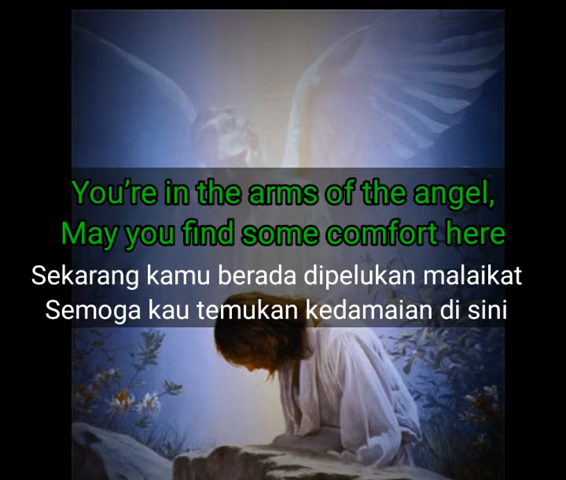 You're in the arms of the angel,
May you find some comfort here
Sekarang kamu berada dipelukan malaikat
Semoga kau temukan kedamaian di sini